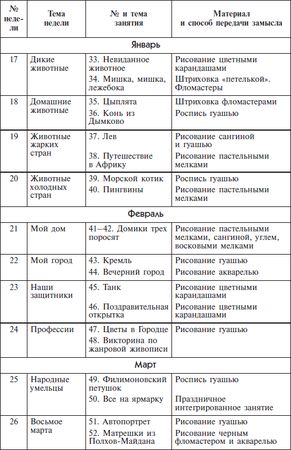 № неде-ли | Тема недели | № и тема занятия | Материал и способ передачи замысла
Январь
17 | Дикие животные | 33. Невиданное животное | Рисование цветными карандашами
34. Мишка, мишка, лежебока | Штриховка “петелькой”. Фломастеры
18 | Домашние животные | 35. Цыплята | Штриховка фломастерами
36. Конь из Дымково | Роспись гуашью
19 | Животные жарких стран | 37. Лев | Рисование сангиной и гуашью
38. Путешествие в Африку | Рисование пастельными мелками
20 | Животные холодных стран | 39. Морской котик | Рисование гуашью
40. Пингвины | Рисование пастельными мелками
Февраль
21 | Мой дом | 41–42. Домики трех поросят | Рисование пастельными мелками, сангиной, углем, восковыми мелками
22 | Мой город | 43. Кремль | Рисование гуашью
44. Вечерний город | Рисование акварелью
23 | Наши защитники | 45. Танк | Рисование цветными карандашами
46. Поздравительная открытка | Рисование цветными карандашами
24 | Профессии | 47. Цветы в Городце | Рисование гуашью
48. Викторина по жанровой живописи
Март
25 | Народные умельцы | 49. Филимоновский петушок | Роспись гуашью
50. Все на ярмарку | Праздничное интегрированное занятие
26 | Восьмое марта | 51. Автопортрет | Рисование гуашью
52. Матрешки из Полхов-Майдана | Рисование черным фломастером и акварелью